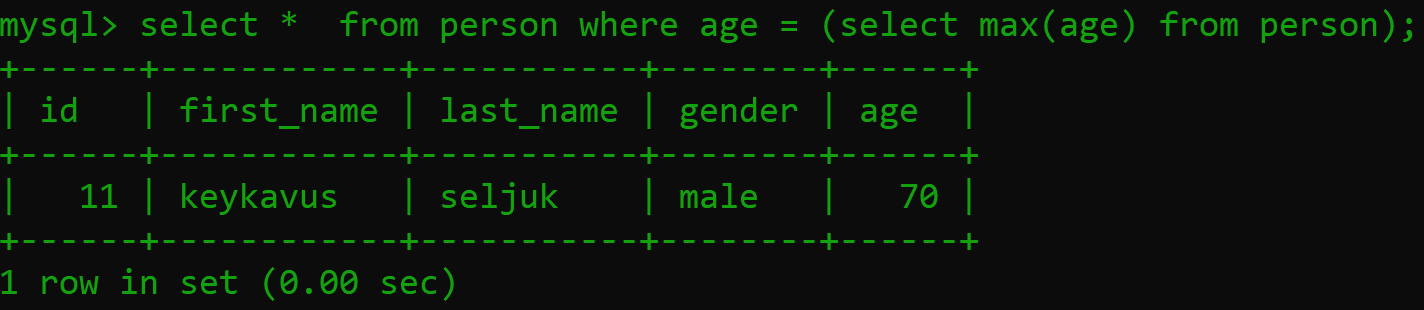 mysql> select *  from person where age = (select max(age) from person);
+------+------------+-----------+--------+------+
| id   | first_name | last_name | gender | age  |
+------+------------+-----------+--------+------+
|   11 | keykavus   | seljuk    | male   |   70 |
+------+------------+-----------+--------+------+
1 row in set (0.00 sec)